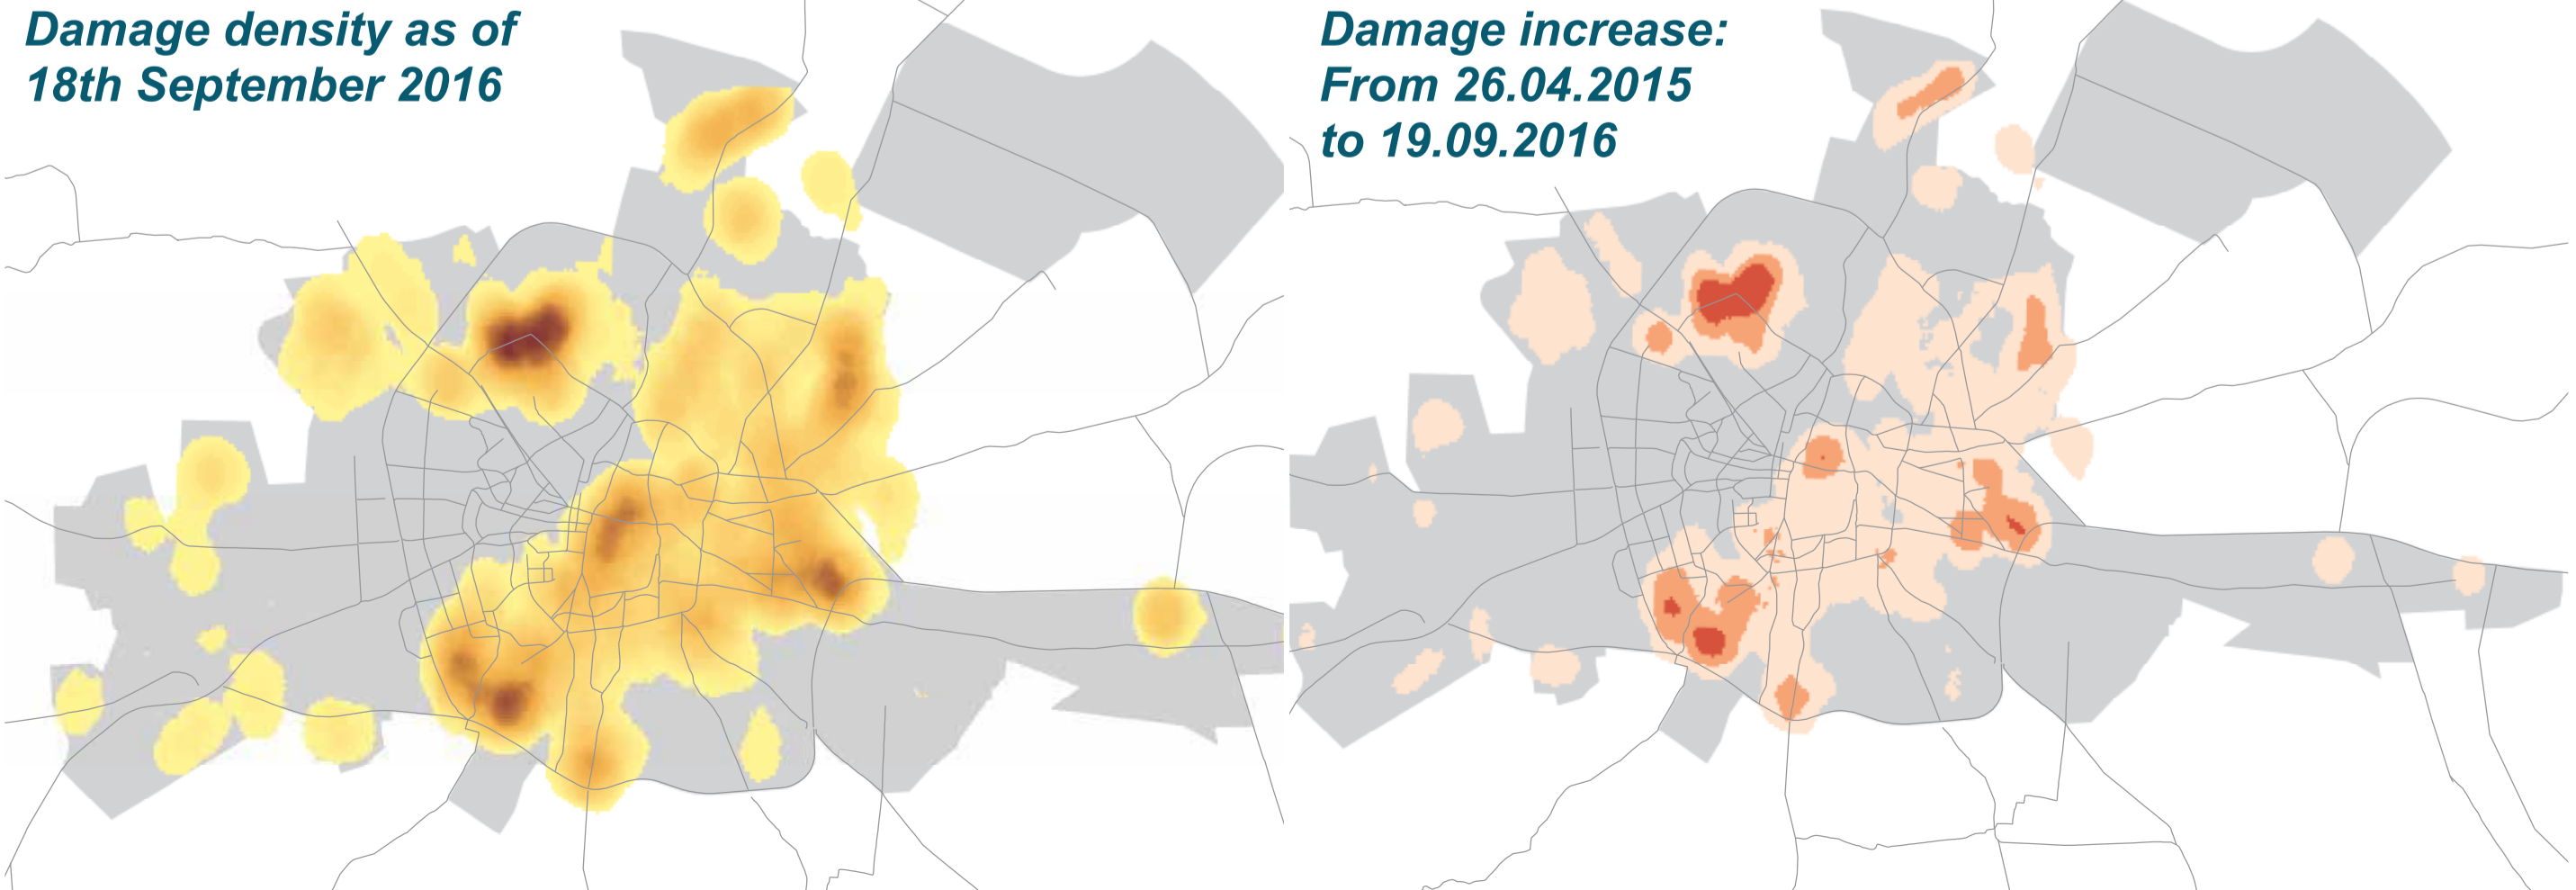 Damage density as of
18th September 2016
Damage increase:
From 26.04.2015
to 19.09.2016